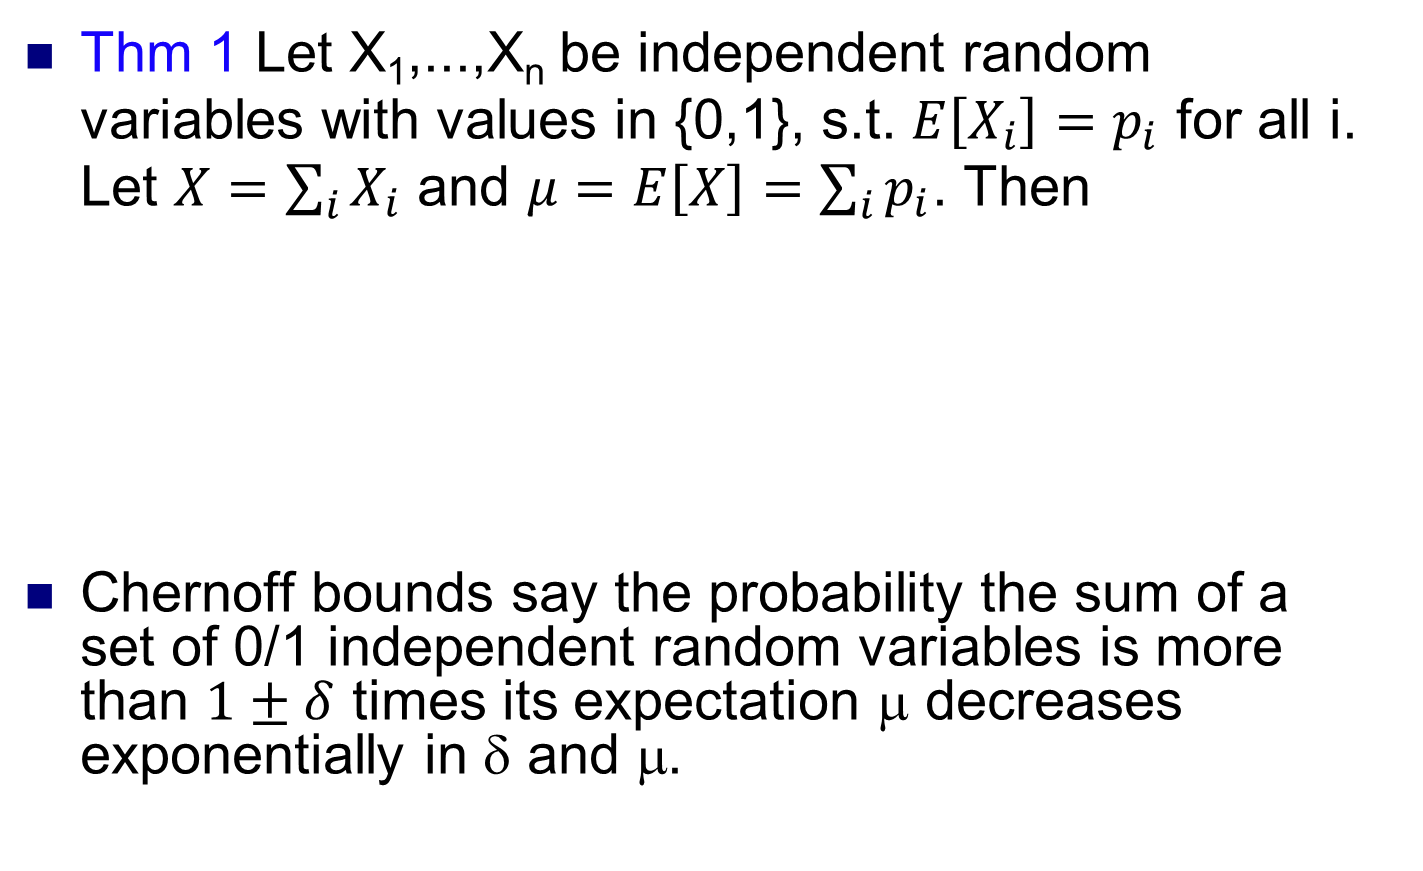 ■ Thm 1 Let X₁,...,Xₙ be independent random
variables with values in {0,1}, s.t. E[Xᵢ] = pᵢ for all i.
Let X = ∑ᵢ Xᵢ and μ = E[X] = ∑ᵢ pᵢ. Then
■ Chernoff bounds say the probability the sum of a
set of 0/1 independent random variables is more
than 1 ± δ times its expectation μ decreases
exponentially in δ and μ.